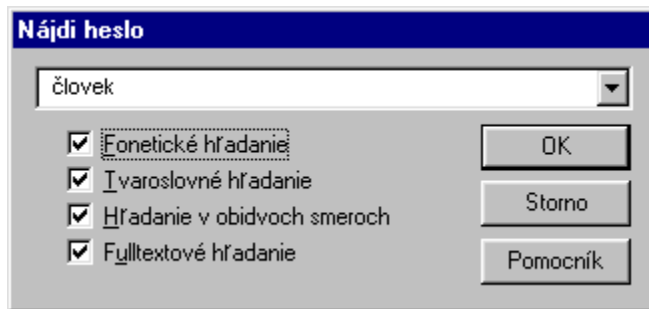 Nájdi heslo
človek
Fonetické hľadanie
Tvaroslovné hľadanie
Hľadanie v obidvoch smeroch
Fulltextové hľadanie
OK
Storno
Pomocník